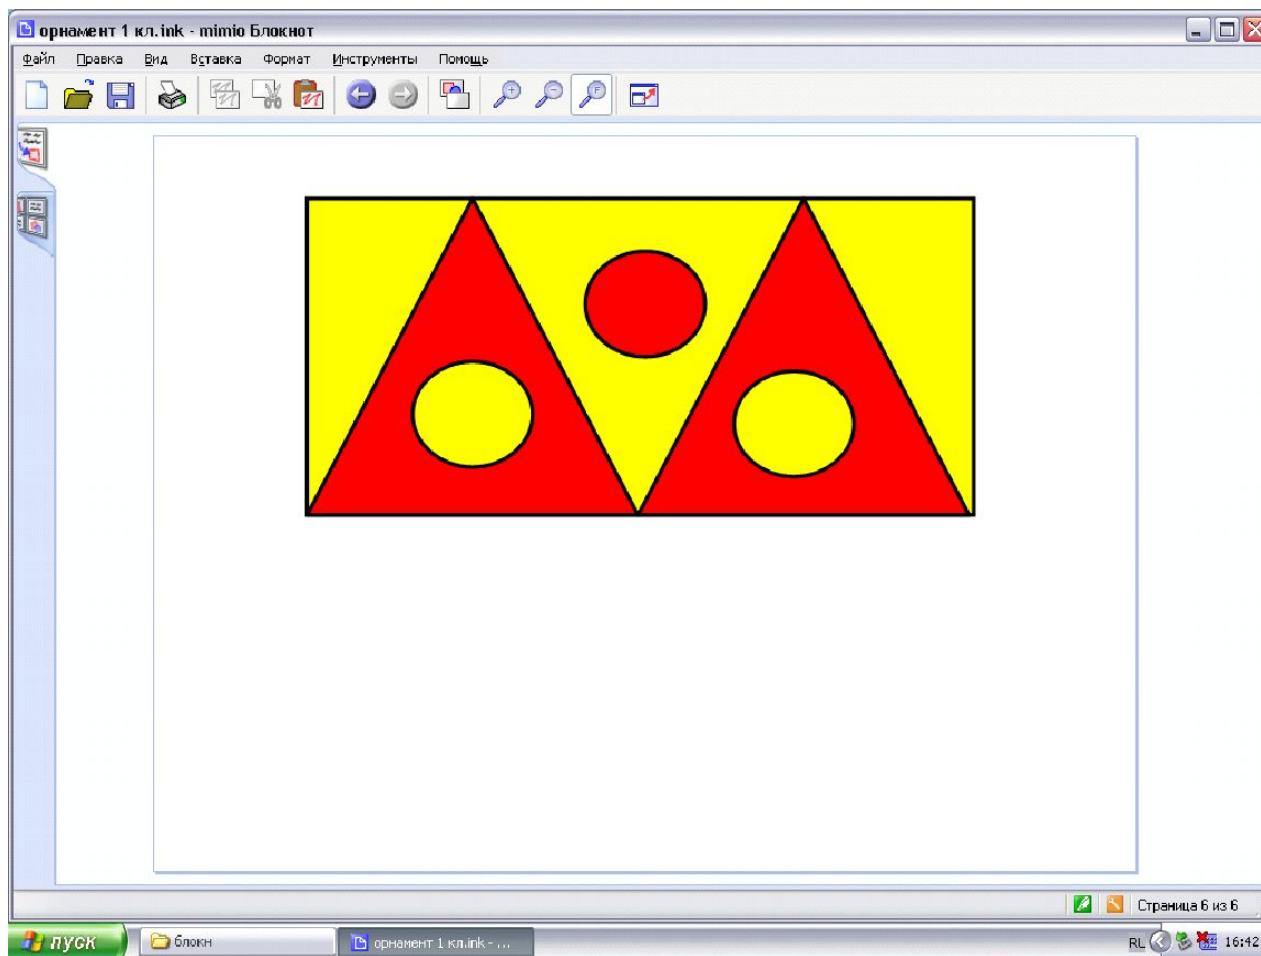 орнамент 1 кл.ink - mimio Блокнот
Файл Правка Вид Вставка Формат Инструменты Помощь
Страница 6 из 6
пуск блокн орнамент 1 кл.ink - ... RL 16:42